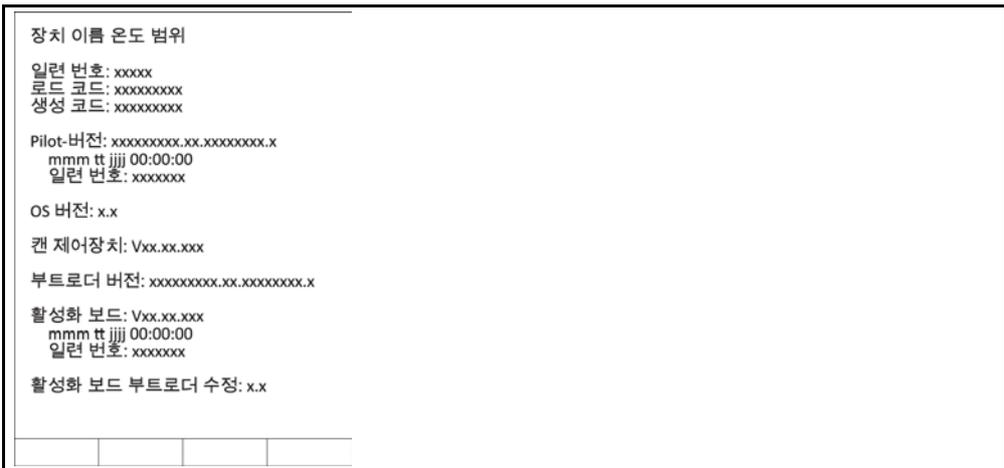 장치 이름 온도 범위
일련 번호: xxxxx
로드 코드: xxxxxxxxx
생성 코드: xxxxxxxxx
Pilot-버전: xxxxxxxxx.xx.xxxxxxxx.x
mmm tt jjjj 00:00:00
일련 번호: xxxxxxx
OS 버전: x.x
캔 제어장치: Vxx.xx.xxx
부트로더 버전: xxxxxxxxx.xx.xxxxxxxx.x
활성화 보드: Vxx.xx.xxx
mmm tt jjjj 00:00:00
일련 번호: xxxxxxx
활성화 보드 부트로더 수정: x.x